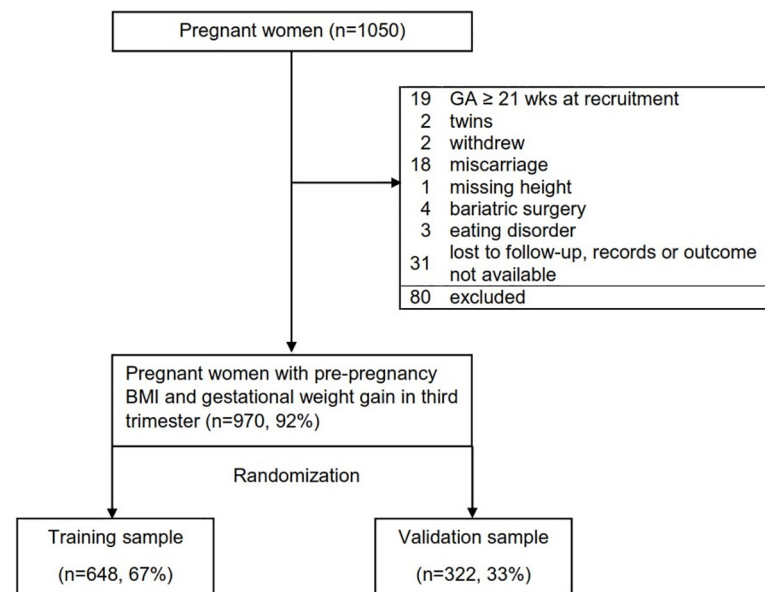 Pregnant women (n=1050)
19 GA ≥ 21 wks at recruitment
2 twins
2 withdrew
18 miscarriage
1 missing height
4 bariatric surgery
3 eating disorder
31 lost to follow-up, records or outcome
not available
80 excluded
Pregnant women with pre-pregnancy
BMI and gestational weight gain in third
trimester (n=970, 92%)
Randomization
Training sample
(n=648, 67%)
Validation sample
(n=322, 33%)